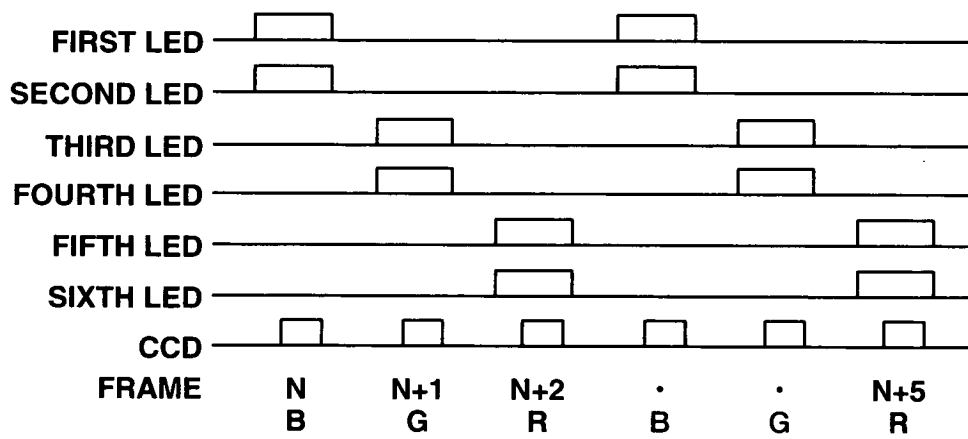 FIRST LED
SECOND LED
THIRD LED
FOURTH LED
FIFTH LED
SIXTH LED
CCD
FRAME N N+1 N+2 · · N+5
B G R B G R